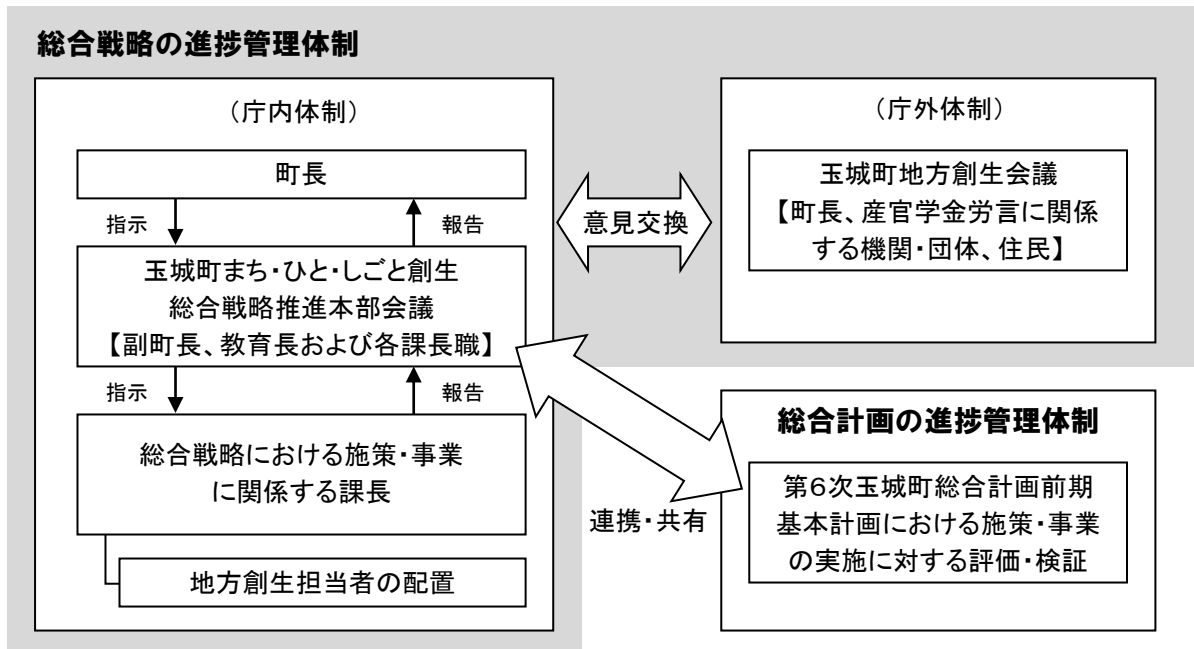 総合戦略の進捗管理体制
（庁内体制）
町長
指示
報告
玉城町まち・ひと・しごと創生
総合戦略推進本部会議
【副町長、教育長および各課長職】
指示
報告
総合戦略における施策・事業
に関係する課長
地方創生担当者の配置
意見交換
（庁外体制）
玉城町地方創生会議
【町長、産官学金労言に関係
する機関・団体、住民】
連携・共有
総合計画の進捗管理体制
第６次玉城町総合計画前期
基本計画における施策・事業
の実施に対する評価・検証